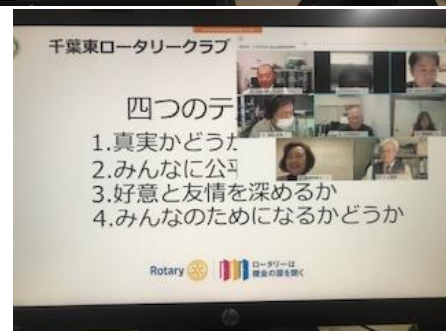 千葉東ロータリークラブ
四つのテ
1.真実かどうか
2.みんなに公平
3.好意と友情を深めるか
4.みんなのためになるかどうか
Rotary
ロータリーは
機会の扉を開く
hp